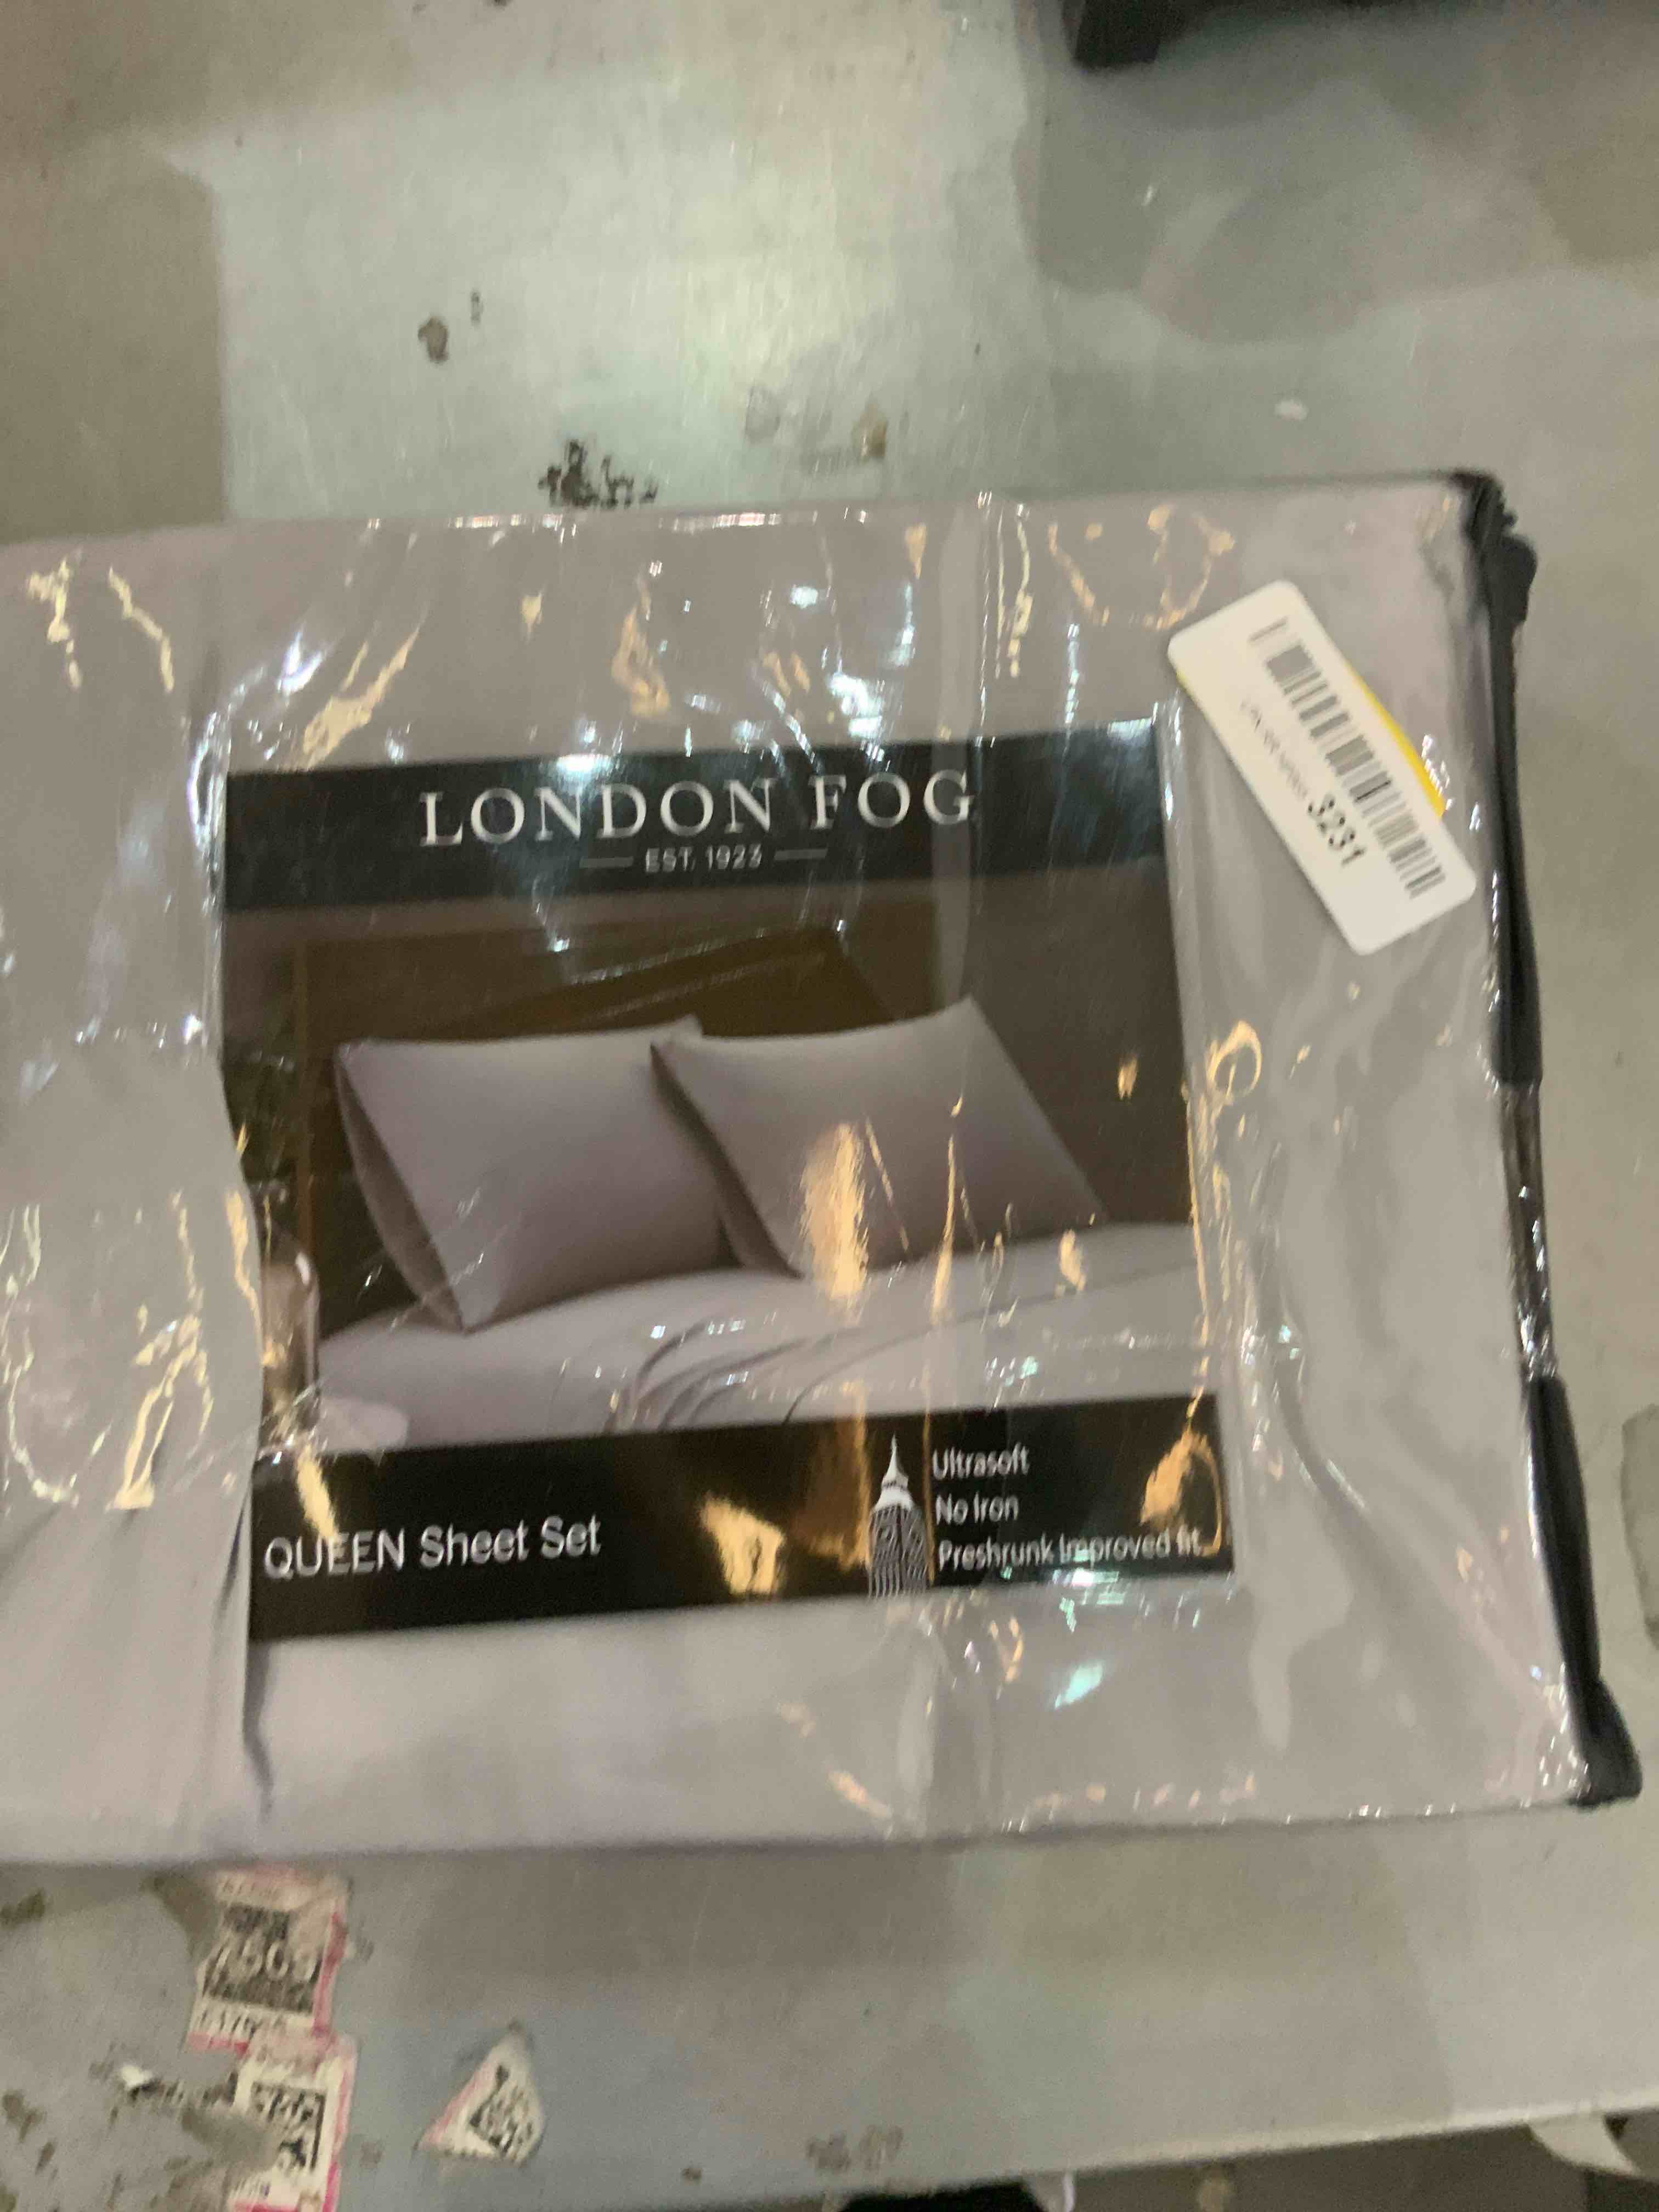 LONDON FOG
EST. 1923
3231
QUEEN Sheet Set
Ultrasoft
No Iron
Preshrunk Improved fit